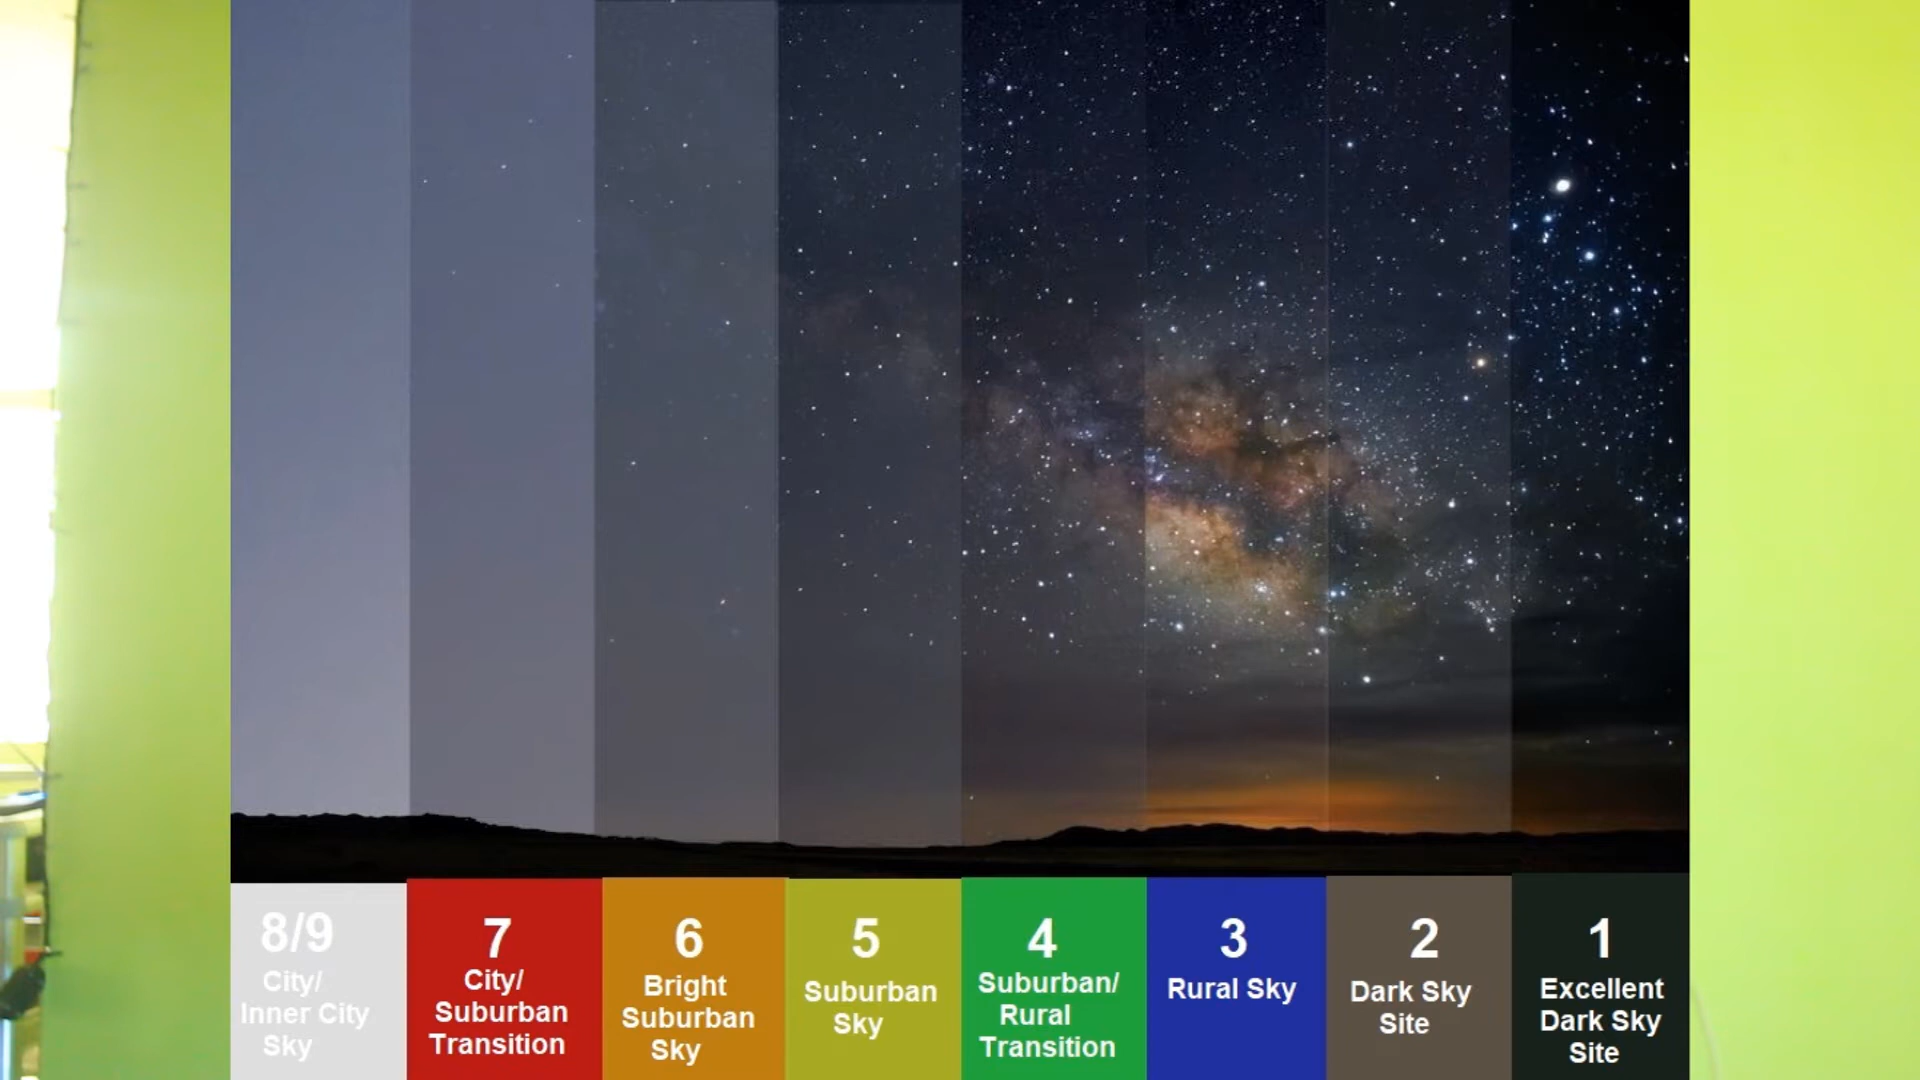 8/9
City/
Inner City
Sky
7
City/
Suburban
Transition
6
Bright
Suburban
Sky
5
Suburban
Sky
4
Suburban/
Rural
Transition
3
Rural Sky
2
Dark Sky
Site
1
Excellent
Dark Sky
Site